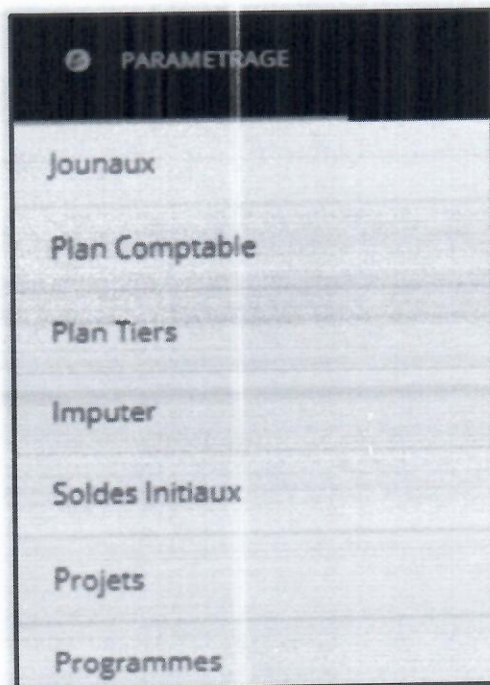 PARAMETRAGE
Jounaux
Plan Comptable
Plan Tiers
Imputer
Soldes Initiaux
Projets
Programmes